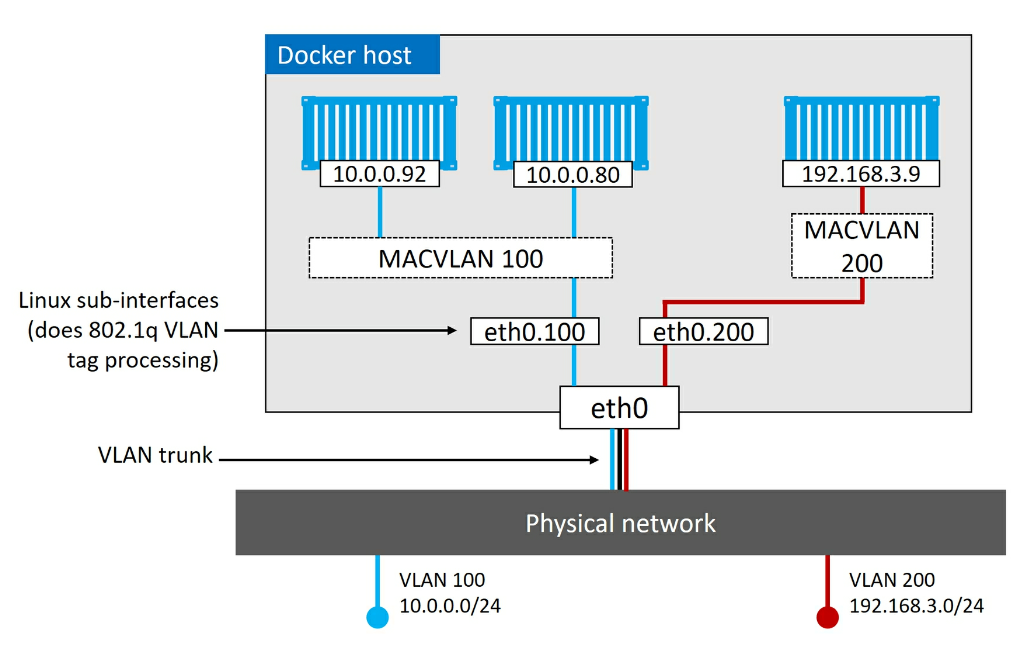 Docker host
10.0.0.92
10.0.0.80
192.168.3.9
MACVLAN 100
MACVLAN
200
Linux sub-interfaces
(does 802.1q VLAN
tag processing)
eth0.100
eth0.200
eth0
VLAN trunk
Physical network
VLAN 100
10.0.0.0/24
VLAN 200
192.168.3.0/24